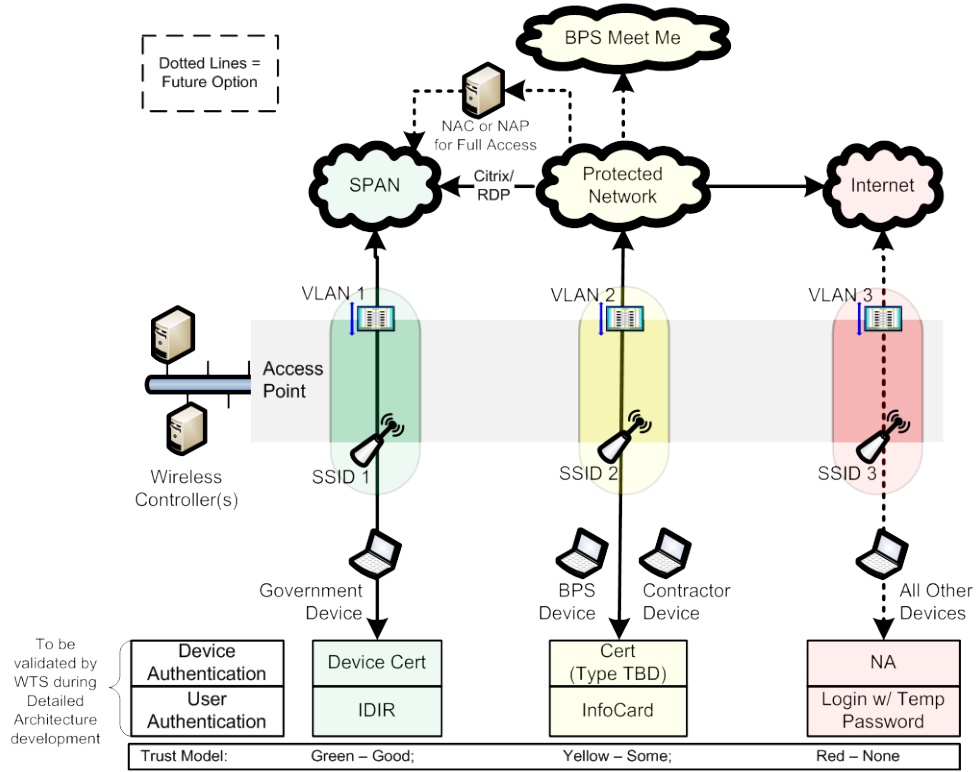 BPS Meet Me
Dotted Lines =
Future Option
NAC or NAP
for Full Access
SPAN
Citrix/
RDP
Protected
Network
Internet
VLAN 1
VLAN 2
VLAN 3
Access
Point
SSID 1
SSID 2
SSID 3
Wireless
Controller(s)
Government
Device
BPS
Device
Contractor
Device
All Other
Devices
To be
validated by
WTS during
Detailed
Architecture
development
Device
Authentication
Device Cert
Cert
(Type TBD)
NA
User
Authentication
IDIR
InfoCard
Login w/ Temp
Password
Trust Model: Green – Good; Yellow – Some; Red – None